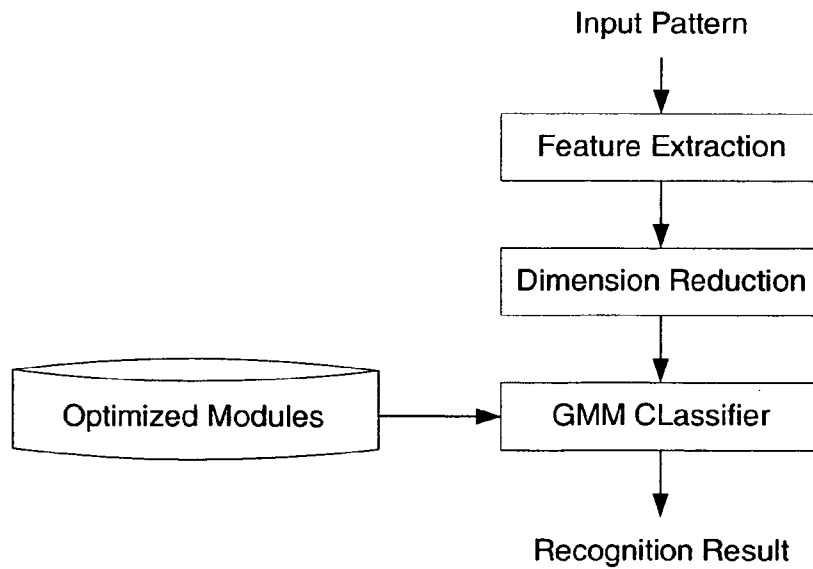 Input Pattern
Feature Extraction
Dimension Reduction
Optimized Modules
GMM CLassifier
Recognition Result